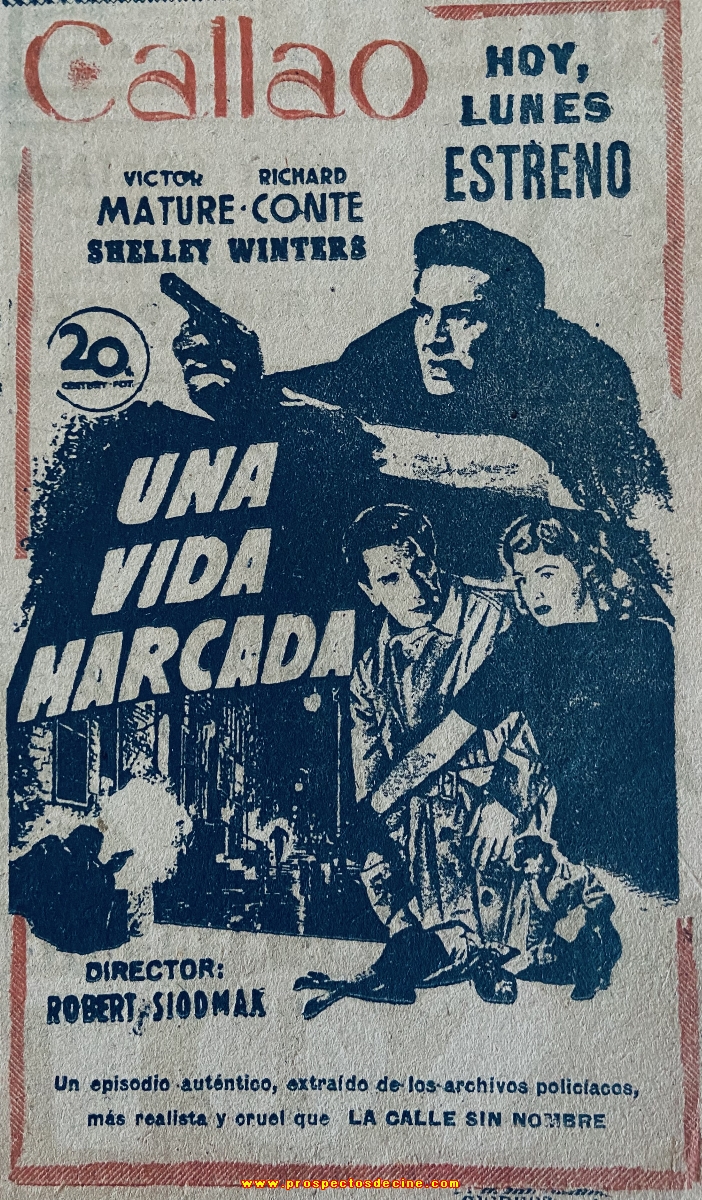 Callao
HOY,
LUNES
ESTRENO
VICTOR RICHARD
MATURE·CONTE
SHELLEY WINTERS
20
CENTURY-FOX
UNA
VIDA
MARCADA
DIRECTOR:
ROBERT SIODMAK
Un episodio auténtico, extraído de los archivos policíacos,
más realista y cruel que LA CALLE SIN NOMBRE
www.prospectosdecine.com